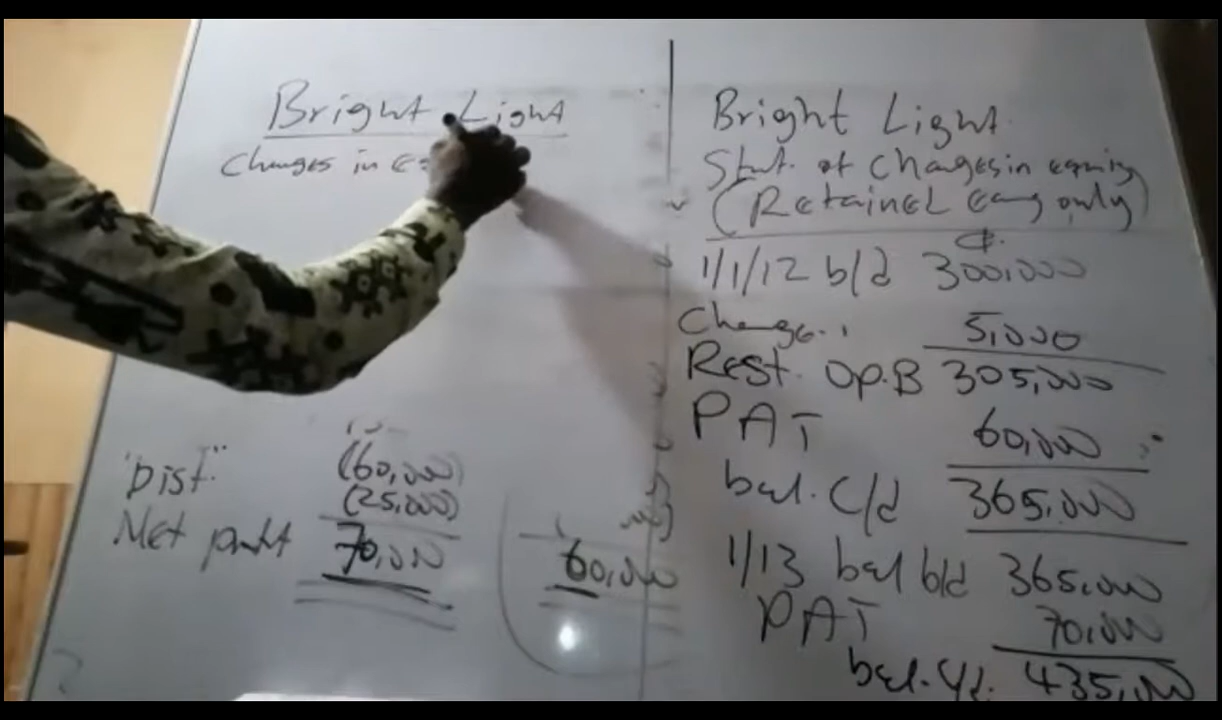 Bright Light
Changes in
"Dist"
(60,000)
(25,000)
Net profit 70,000
60,000
Bright Light
Stmt. of Changes in equity
(Retained only)
₵.
1/1/12 b/d 300,000
Change. 5,000
Rest. Op.B 305,000
PAT 60,000
bal. c/d 365,000
1/13 bal b/d 365,000
PAT 70,000
bal. c/d. 435,000